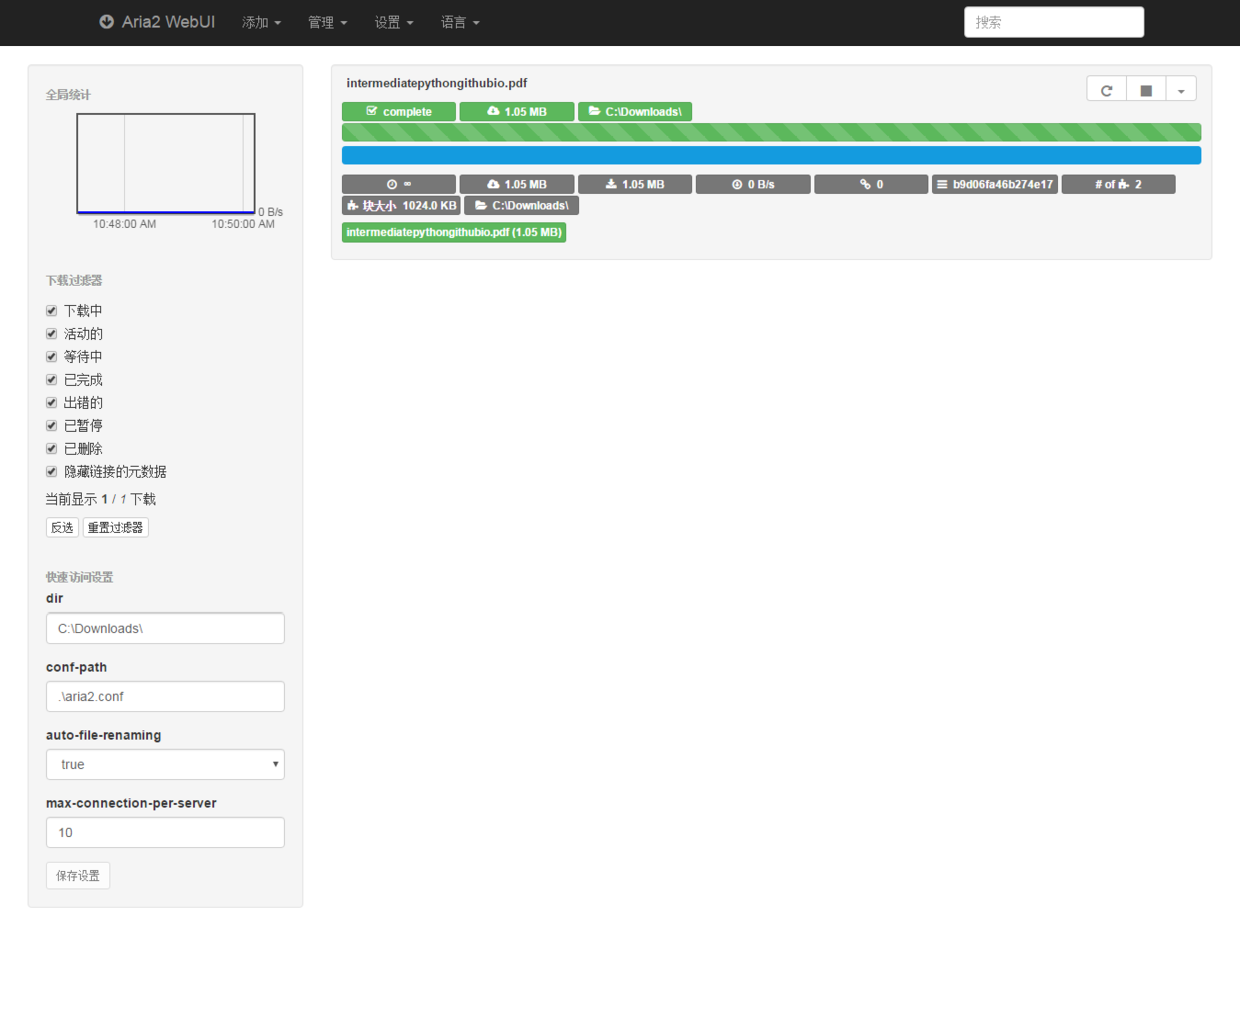 Aria2 WebUI 添加 管理 设置 语言 搜索
全局统计
0 B/s
10:48:00 AM 10:50:00 AM
下载过滤器
下载中
活动的
等待中
已完成
出错的
已暂停
已删除
隐藏链接的元数据
当前显示 1 / 1 下载
反选 重置过滤器
快速访问设置
dir
C:\Downloads\
conf-path
.\aria2.conf
auto-file-renaming
true
max-connection-per-server
10
保存设置
intermediatepythongithubio.pdf
complete 1.05 MB C:\Downloads\
∞ 1.05 MB 1.05 MB 0 B/s 0 b9d06fa46b274e17 # of 2
块大小 1024.0 KB C:\Downloads\
intermediatepythongithubio.pdf (1.05 MB)